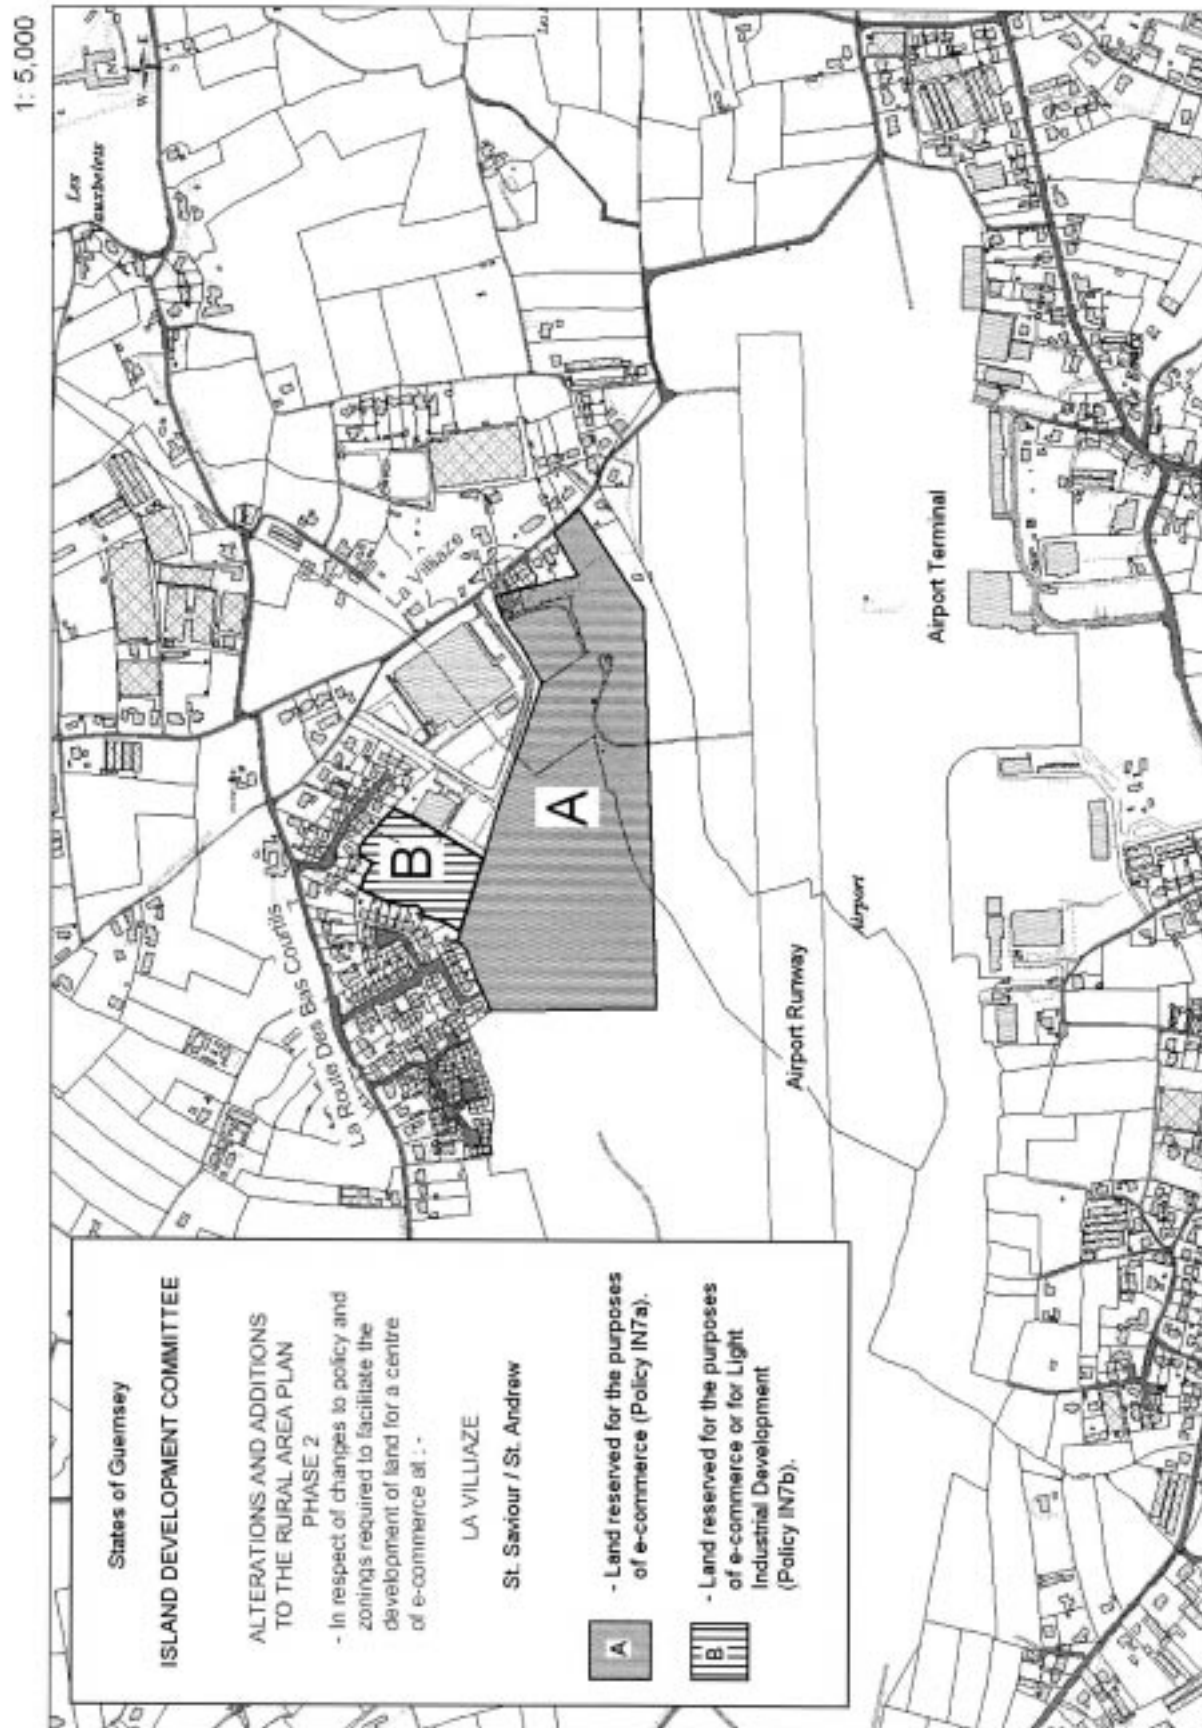 1: 5,000
States of Guernsey
ISLAND DEVELOPMENT COMMITTEE
ALTERATIONS AND ADDITIONS
TO THE RURAL AREA PLAN
PHASE 2
- In respect of changes to policy and
zonings required to facilitate the
development of land for a centre
of e-commerce at : -
LA VILLIAZE
St. Saviour / St. Andrew
A
- Land reserved for the purposes
of e-commerce (Policy IN7a).
B
- Land reserved for the purposes
of e-commerce or for Light
Industrial Development
(Policy IN7b).
La Route Des Bas Courtils
La Villiaze
B
A
Airport Runway
Airport
Airport Terminal
Les
N
E
S
W